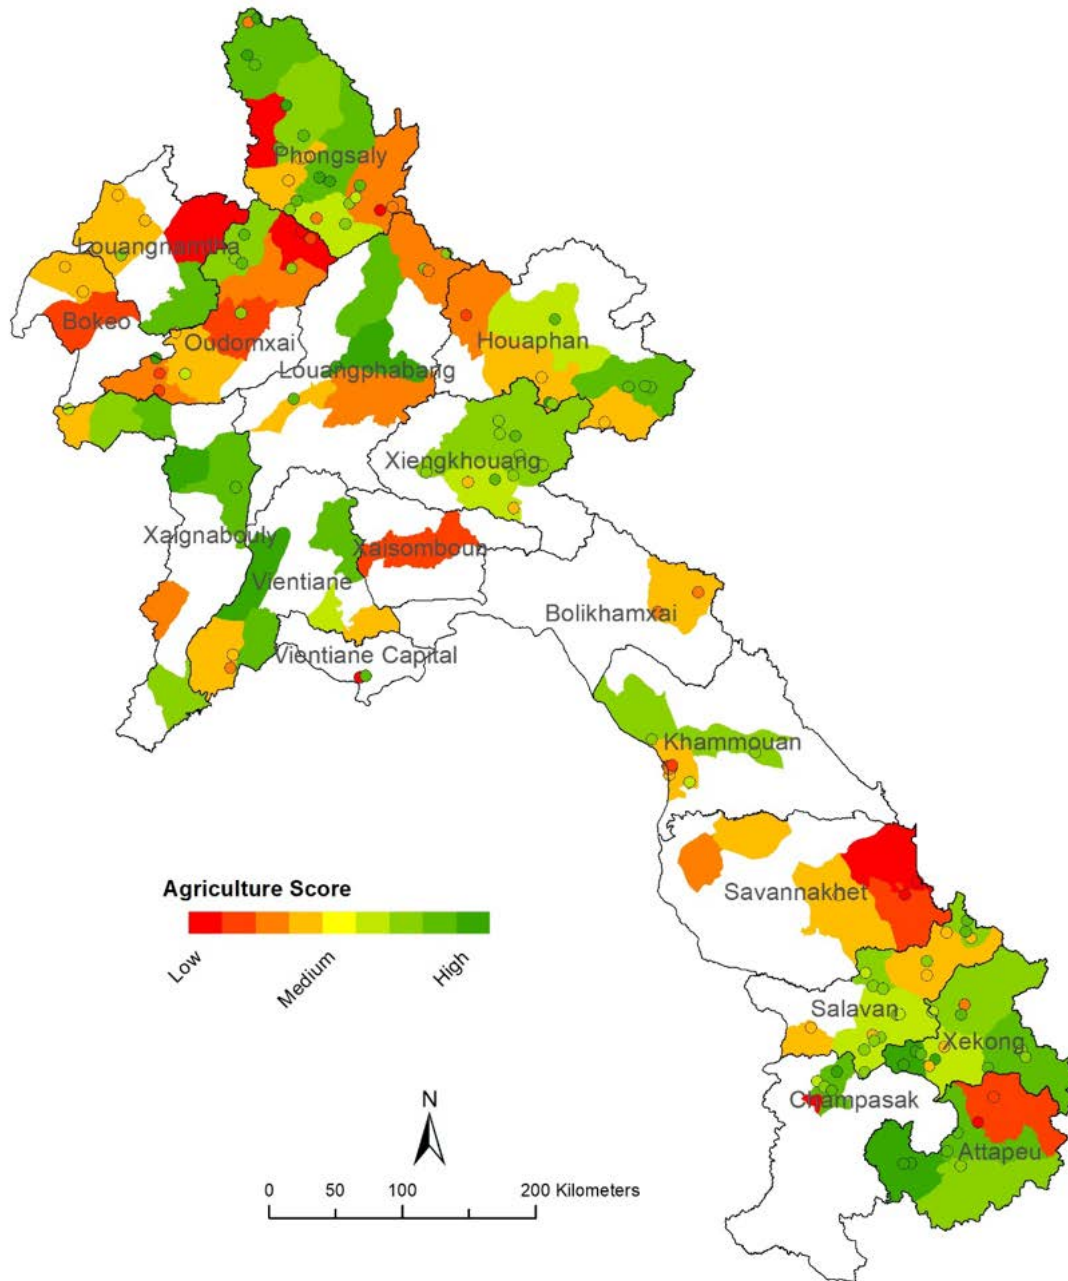 Phongsaly
Louangnamtha
Bokeo
Oudomxai
Houaphan
Louangphabang
Xiengkhouang
Xaignabouly
Xaisomboun
Vientiane
Bolikhamxai
Vientiane Capital
Khammouan
Agriculture Score
Low
Medium
High
Savannakhet
Salavan
Xekong
Champasak
Attapeu
N
0 50 100 200 Kilometers